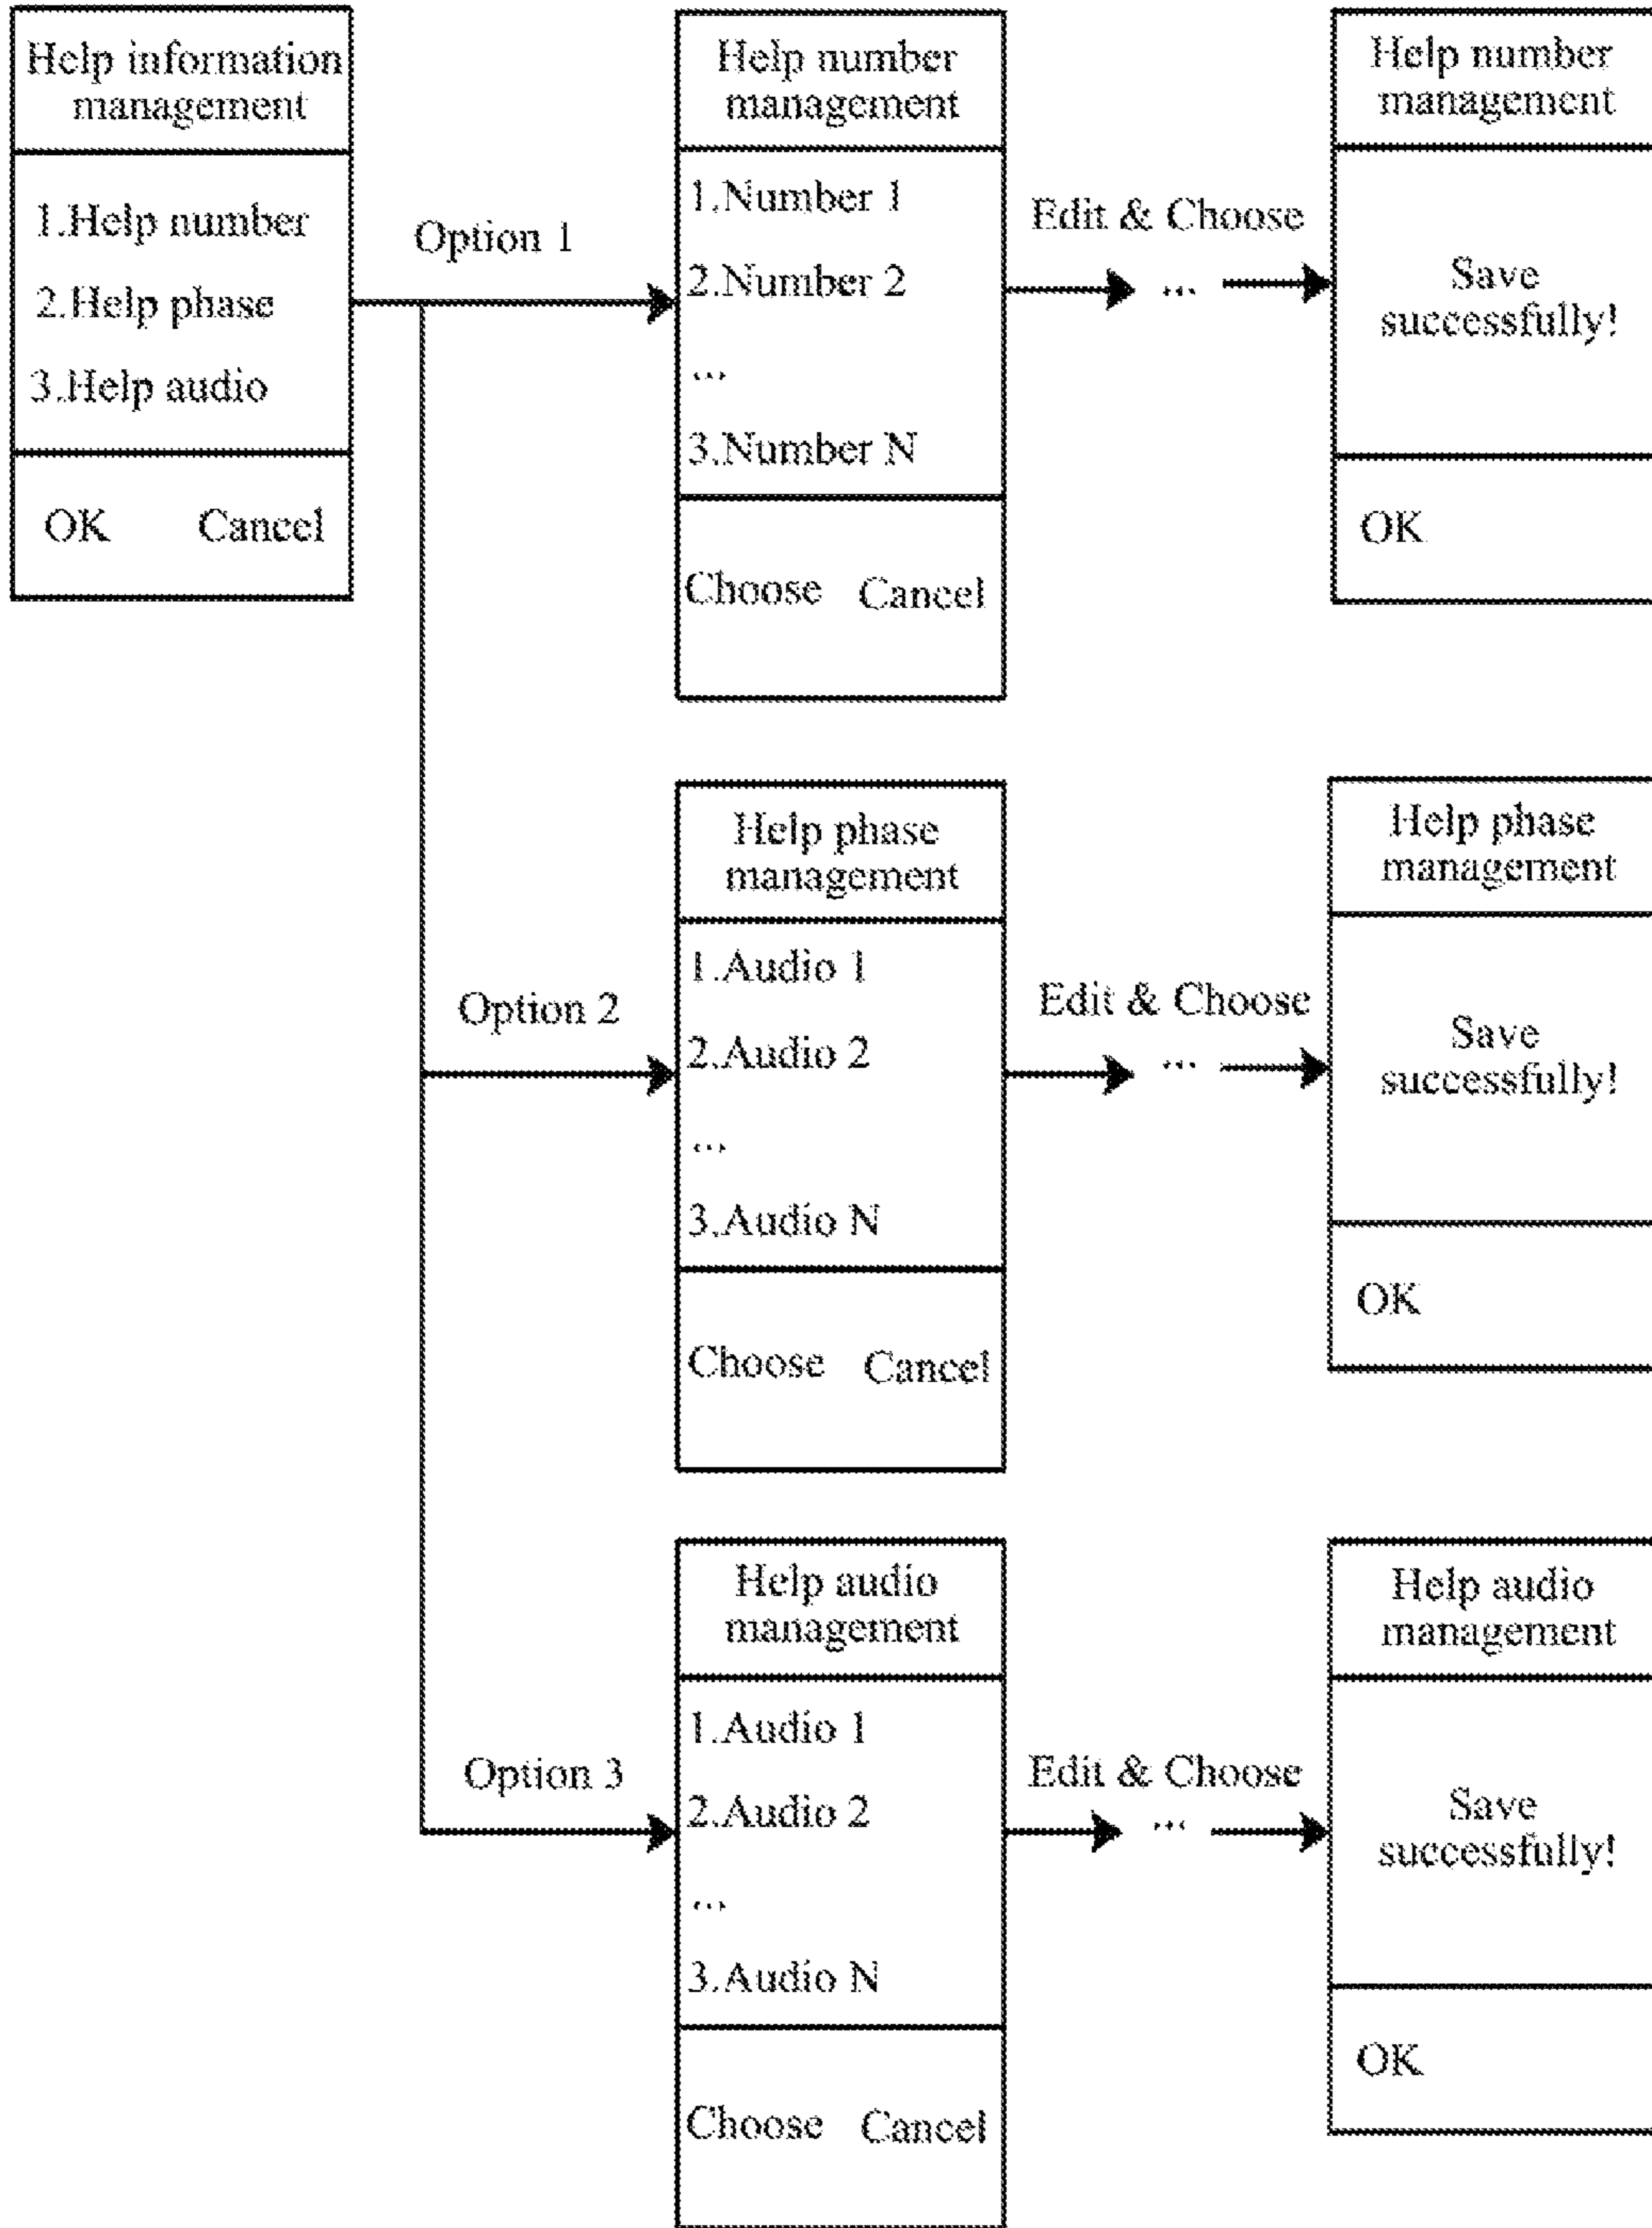 Help information
management
1.Help number
2.Help phase
3.Help audio
OK Cancel
Option 1
Help number
management
1.Number 1
2.Number 2
...
3.Number N
Choose Cancel
Edit & Choose
...
Help number
management
Save
successfully!
OK
Option 2
Help phase
management
1.Audio 1
2.Audio 2
...
3.Audio N
Choose Cancel
Edit & Choose
...
Help phase
management
Save
successfully!
OK
Option 3
Help audio
management
1.Audio 1
2.Audio 2
...
3.Audio N
Choose Cancel
Edit & Choose
...
Help audio
management
Save
successfully!
OK